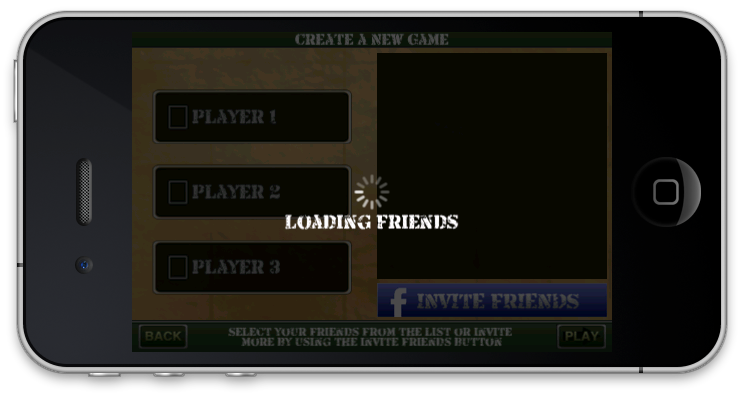 CREATE A NEW GAME
PLAYER 1
PLAYER 2
LOADING FRIENDS
PLAYER 3
f INVITE FRIENDS
BACK
SELECT YOUR FRIENDS FROM THE LIST OR INVITE
MORE BY USING THE INVITE FRIENDS BUTTON
PLAY